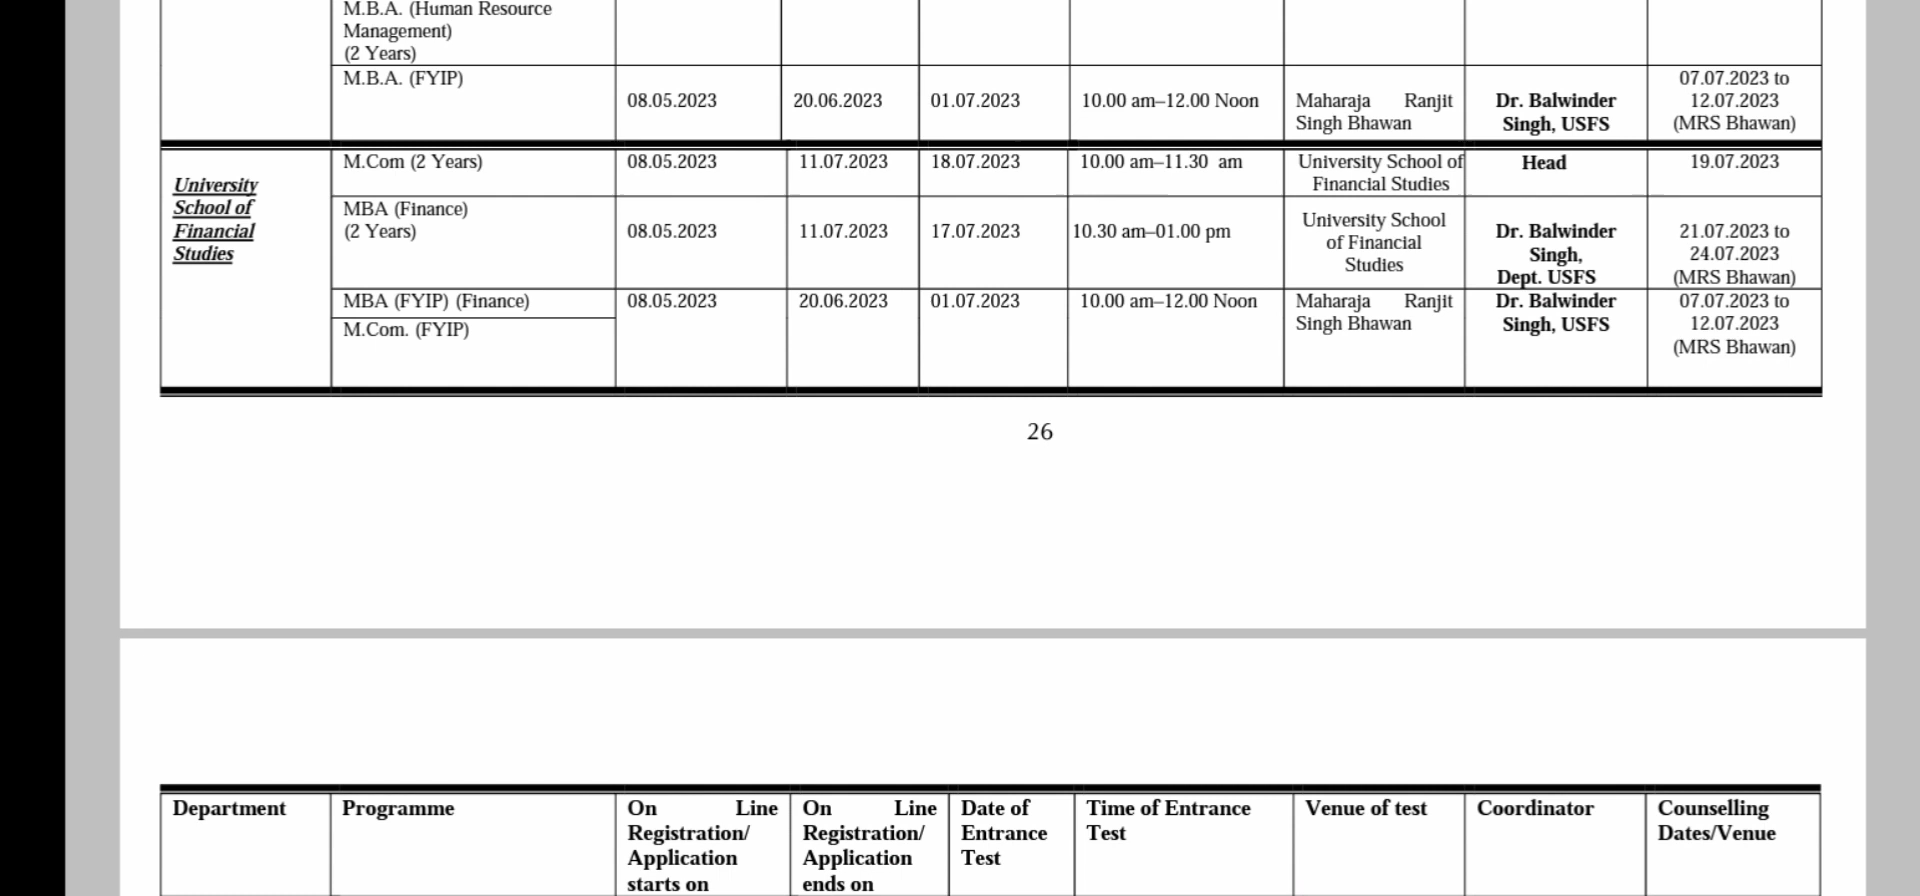 M.B.A. (Human Resource
Management)
(2 Years)
M.B.A. (FYIP)
08.05.2023
20.06.2023
01.07.2023
10.00 am–12.00 Noon
Maharaja Ranjit
Singh Bhawan
Dr. Balwinder
Singh, USFS
07.07.2023 to
12.07.2023
(MRS Bhawan)
University
School of
Financial
Studies
M.Com (2 Years)
08.05.2023
11.07.2023
18.07.2023
10.00 am–11.30 am
University School of
Financial Studies
Head
19.07.2023
MBA (Finance)
(2 Years)
08.05.2023
11.07.2023
17.07.2023
10.30 am–01.00 pm
University School
of Financial
Studies
Dr. Balwinder
Singh,
Dept. USFS
21.07.2023 to
24.07.2023
(MRS Bhawan)
MBA (FYIP) (Finance)
M.Com. (FYIP)
08.05.2023
20.06.2023
01.07.2023
10.00 am–12.00 Noon
Maharaja Ranjit
Singh Bhawan
Dr. Balwinder
Singh, USFS
07.07.2023 to
12.07.2023
(MRS Bhawan)
26
Department
Programme
On Line
Registration/
Application
starts on
On Line
Registration/
Application
ends on
Date of
Entrance
Test
Time of Entrance
Test
Venue of test
Coordinator
Counselling
Dates/Venue